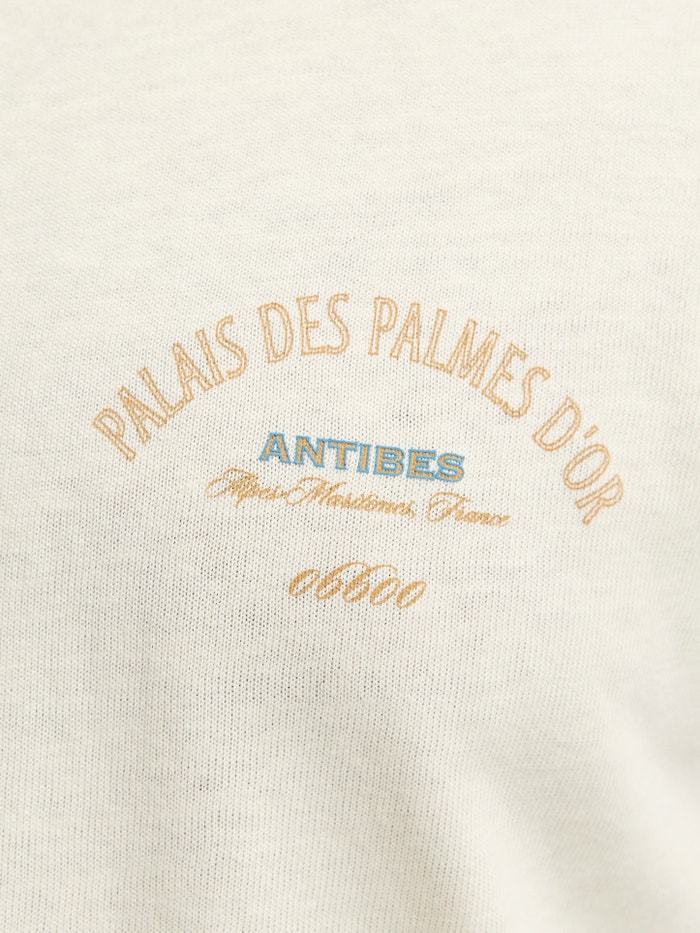 PALAIS DES PALMES D'OR
ANTIBES
Alpes-Maritimes, France
06600